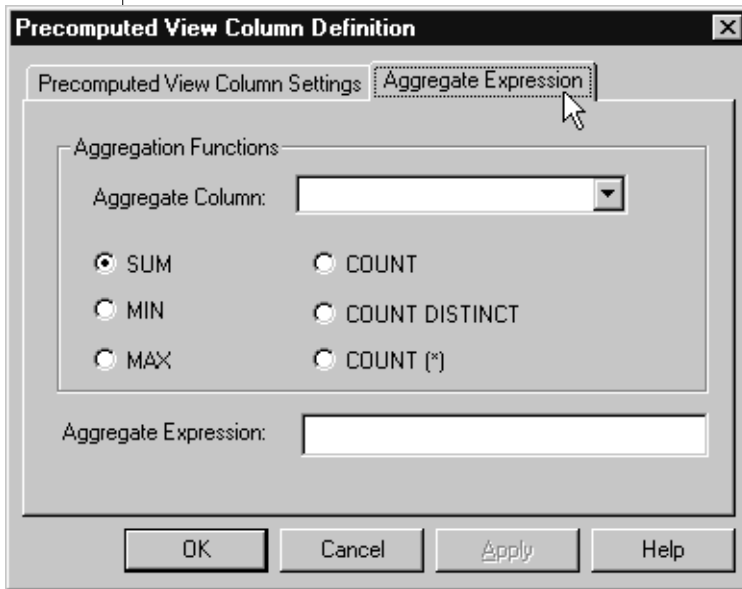 Precomputed View Column Definition
Precomputed View Column Settings
Aggregate Expression
Aggregation Functions
Aggregate Column:
SUM
COUNT
MIN
COUNT DISTINCT
MAX
COUNT (*)
Aggregate Expression:
OK
Cancel
Apply
Help